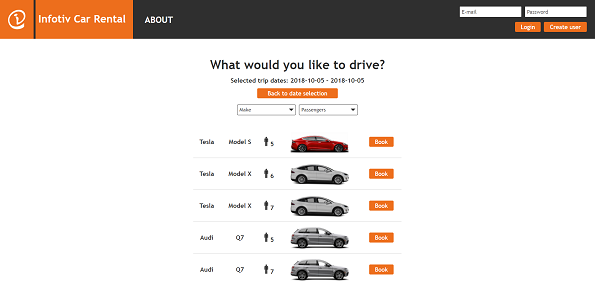 Infotiv Car Rental
ABOUT
E-mail
Password
Login
Create user
What would you like to drive?
Selected trip dates: 2018-10-05 - 2018-10-05
Back to date selection
Make
Passengers
Tesla Model S 5 Book
Tesla Model X 6 Book
Tesla Model X 7 Book
Audi Q7 5 Book
Audi Q7 7 Book